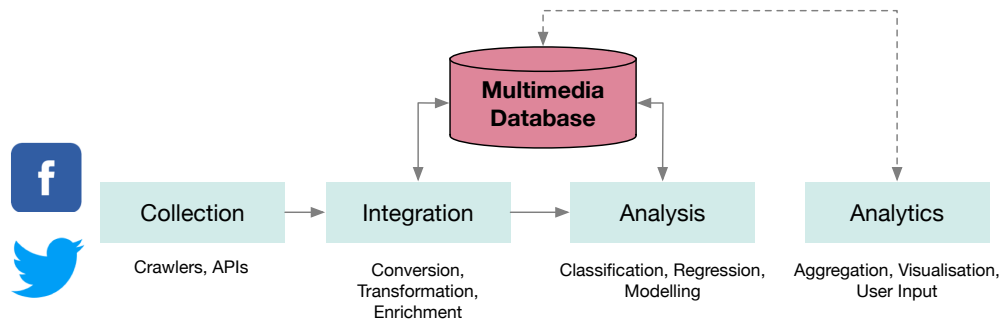 Multimedia
Database
f
Collection
Integration
Analysis
Analytics
Crawlers, APIs
Conversion,
Transformation,
Enrichment
Classification, Regression,
Modelling
Aggregation, Visualisation,
User Input